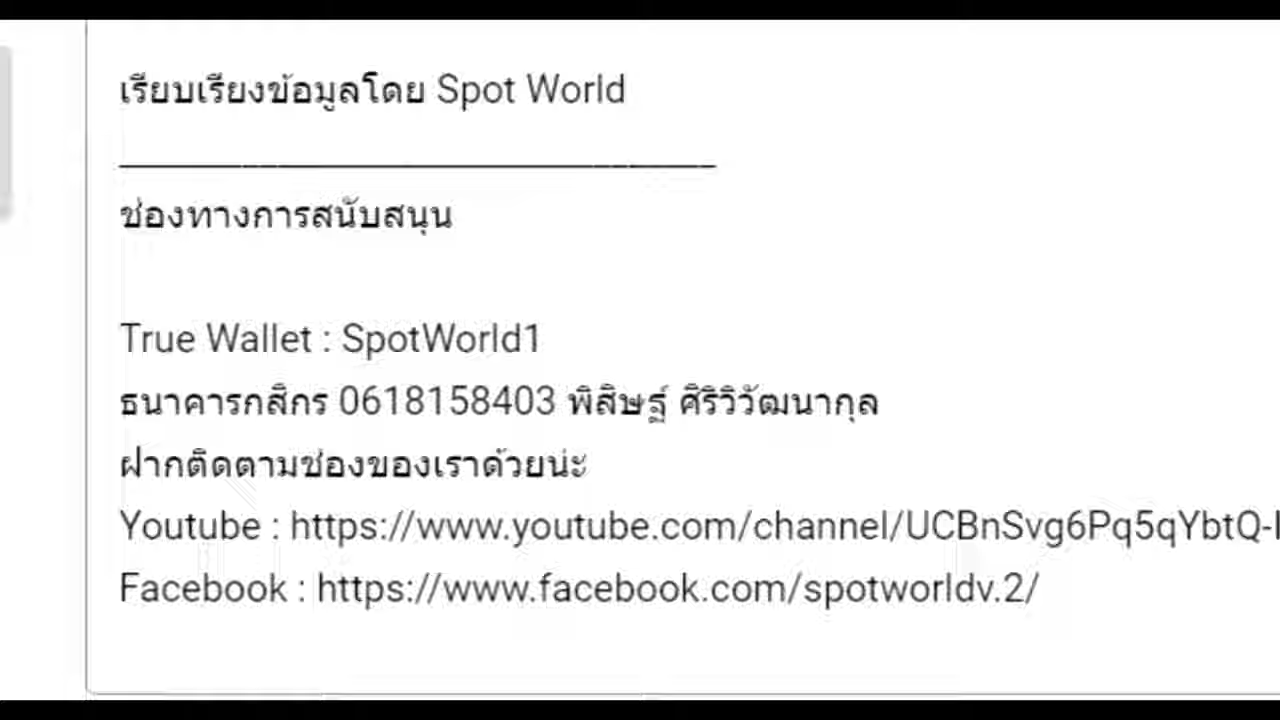 เรียบเรียงข้อมูลโดย Spot World
ช่องทางการสนับสนุน
True Wallet : SpotWorld1
ธนาคารกสิกร 0618158403 พิสิษฐ์ ศิริวิวัฒนากุล
ฝากติดตามช่องของเราด้วยน่ะ
Youtube : https://www.youtube.com/channel/UCBnSvg6Pq5qYbtQ-
Facebook : https://www.facebook.com/spotworldv.2/